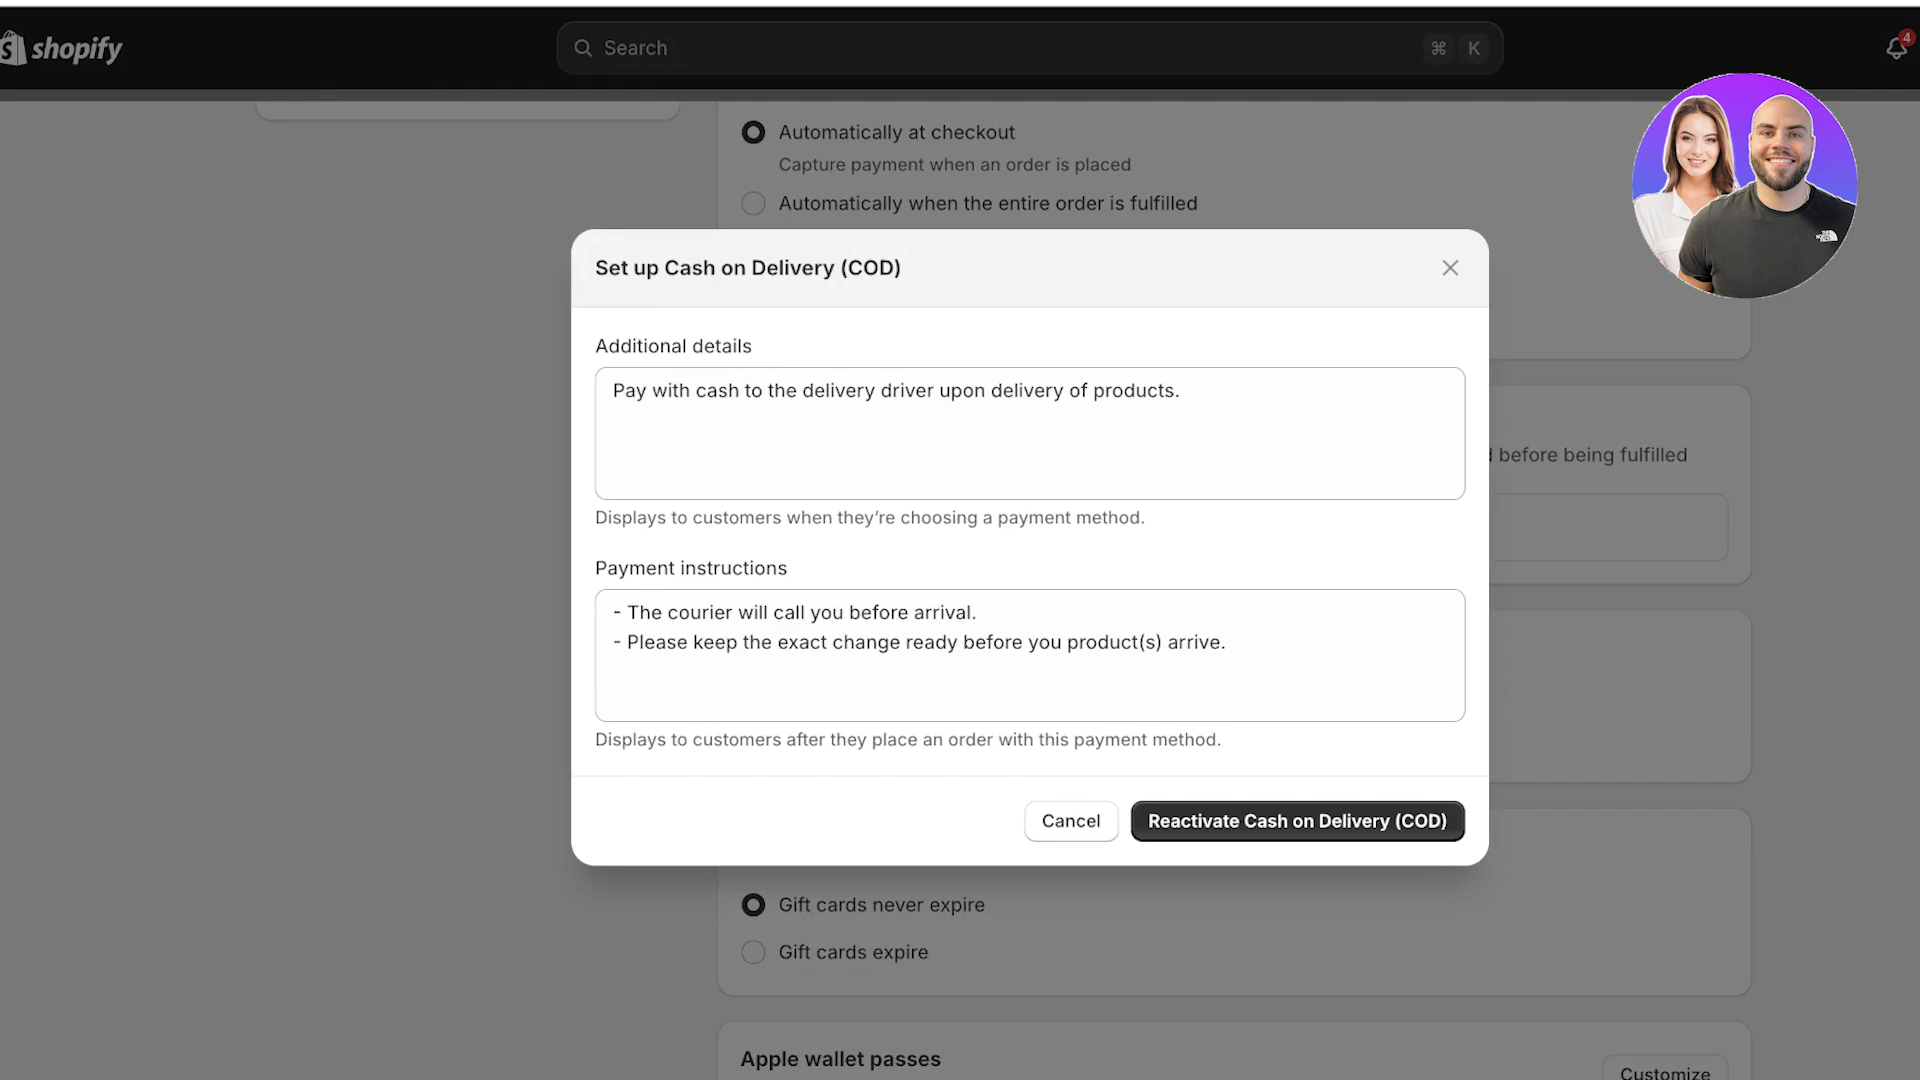 shopify
Search
⌘ K
4
Automatically at checkout
Capture payment when an order is placed
Automatically when the entire order is fulfilled
Set up Cash on Delivery (COD)
Additional details
Pay with cash to the delivery driver upon delivery of products.
before being fulfilled
Displays to customers when they're choosing a payment method.
Payment instructions
- The courier will call you before arrival.
- Please keep the exact change ready before you product(s) arrive.
Displays to customers after they place an order with this payment method.
Cancel
Reactivate Cash on Delivery (COD)
Gift cards never expire
Gift cards expire
Apple wallet passes
Customize